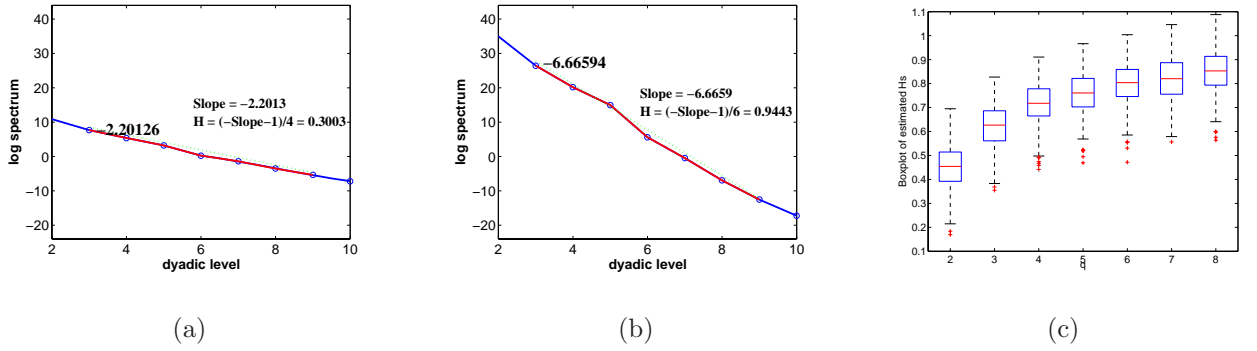 40
30
20
10
0
−10
−20
log spectrum
−2.20126
Slope = −2.2013
H = (−Slope−1)/4 = 0.3003
2 4 6 8 10
dyadic level
(a)
40
30
20
10
0
−10
−20
log spectrum
−6.66594
Slope = −6.6659
H = (−Slope−1)/6 = 0.9443
2 4 6 8 10
dyadic level
(b)
1.1
1
0.9
0.8
0.7
0.6
0.5
0.4
0.3
0.2
0.1
Boxplot of estimated Hs
2 3 4 5 6 7 8
q
(c)